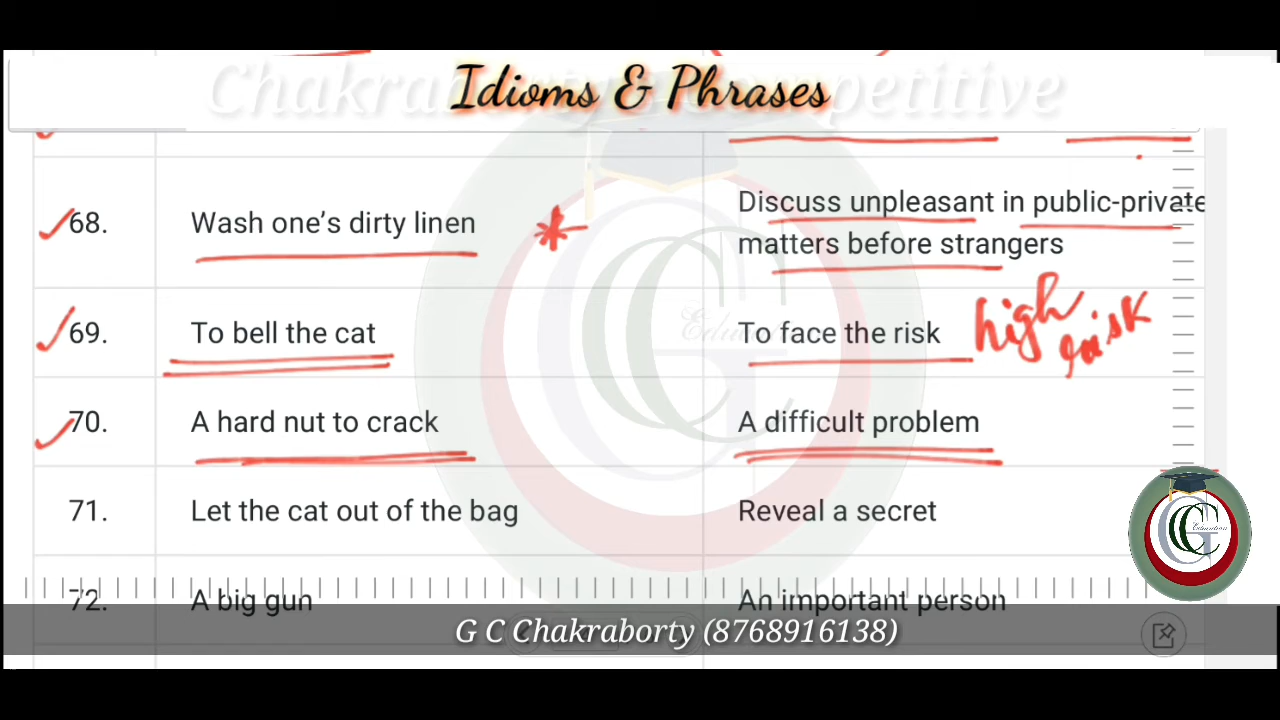 Chakraborty Competitive
Idioms & Phrases
68. Wash one’s dirty linen Discuss unpleasant in public-private
matters before strangers
69. To bell the cat To face the risk high risk
70. A hard nut to crack A difficult problem
71. Let the cat out of the bag Reveal a secret
72. A big gun An important person
G C Chakraborty (8768916138)